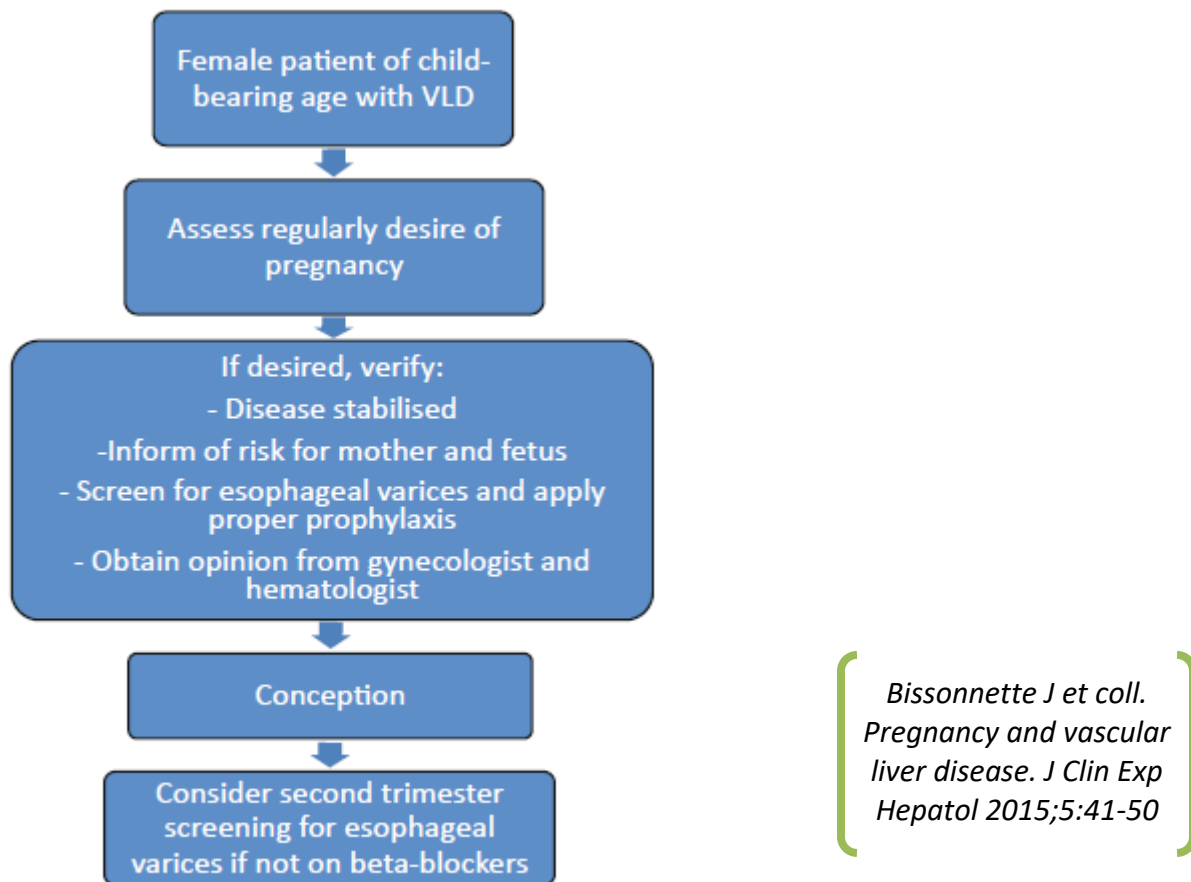 Female patient of child-
bearing age with VLD
Assess regularly desire of
pregnancy
If desired, verify:
- Disease stabilised
-Inform of risk for mother and fetus
- Screen for esophageal varices and apply
proper prophylaxis
- Obtain opinion from gynecologist and
hematologist
Conception
Consider second trimester
screening for esophageal
varices if not on beta-blockers
Bissonnette J et coll.
Pregnancy and vascular
liver disease. J Clin Exp
Hepatol 2015;5:41-50